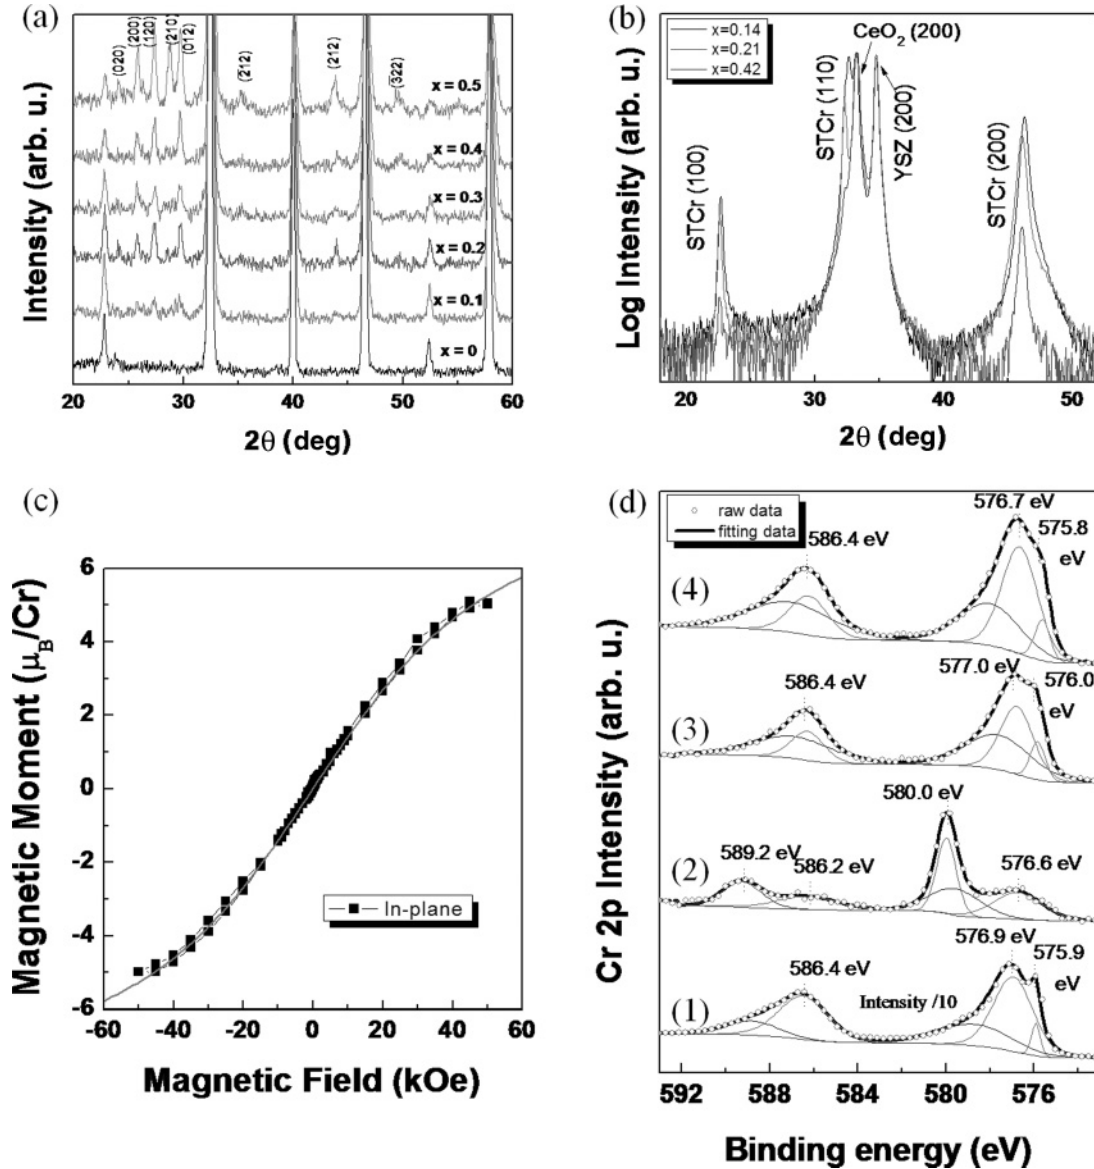 (a)
(020)
(200)
(120)
(210)
(012)
(212)
(212)
(322)
x = 0.5
x = 0.4
x = 0.3
x = 0.2
x = 0.1
x = 0
Intensity (arb. u.)
20 30 40 50 60
2θ (deg)
(b)
x=0.14
x=0.21
x=0.42
CeO2 (200)
STCr (100)
STCr (110)
YSZ (200)
STCr (200)
Log Intensity (arb. u.)
20 30 40 50
2θ (deg)
(c)
Magnetic Moment (μB/Cr)
6
4
2
0
-2
-4
-6
In-plane
-60 -40 -20 0 20 40 60
Magnetic Field (kOe)
(d)
raw data
fitting data
576.7 eV
575.8
eV
586.4 eV
(4)
577.0 eV
576.0
eV
586.4 eV
(3)
580.0 eV
589.2 eV
586.2 eV
576.6 eV
(2)
576.9 eV
575.9
eV
586.4 eV
Intensity /10
(1)
Cr 2p Intensity (arb. u.)
592 588 584 580 576
Binding energy (eV)